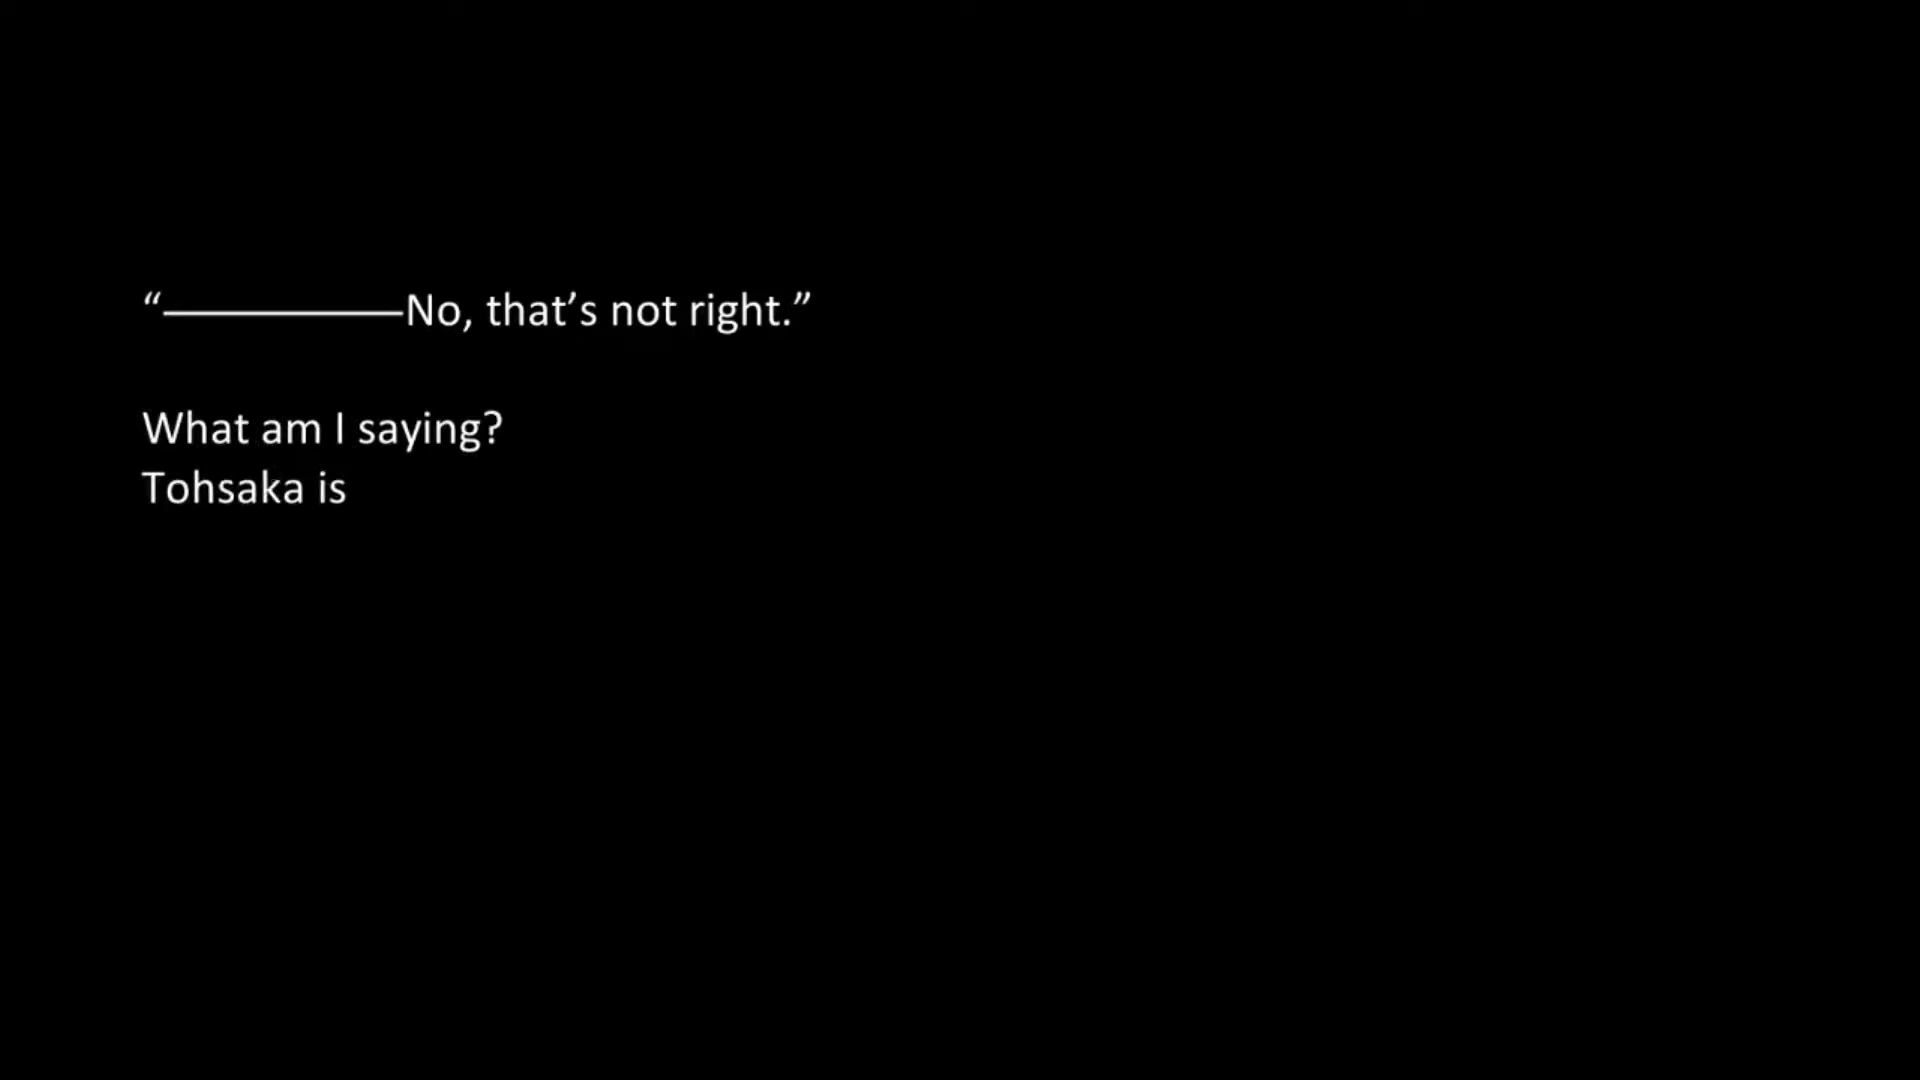 “――――――No, that’s not right.”
What am I saying?
Tohsaka is